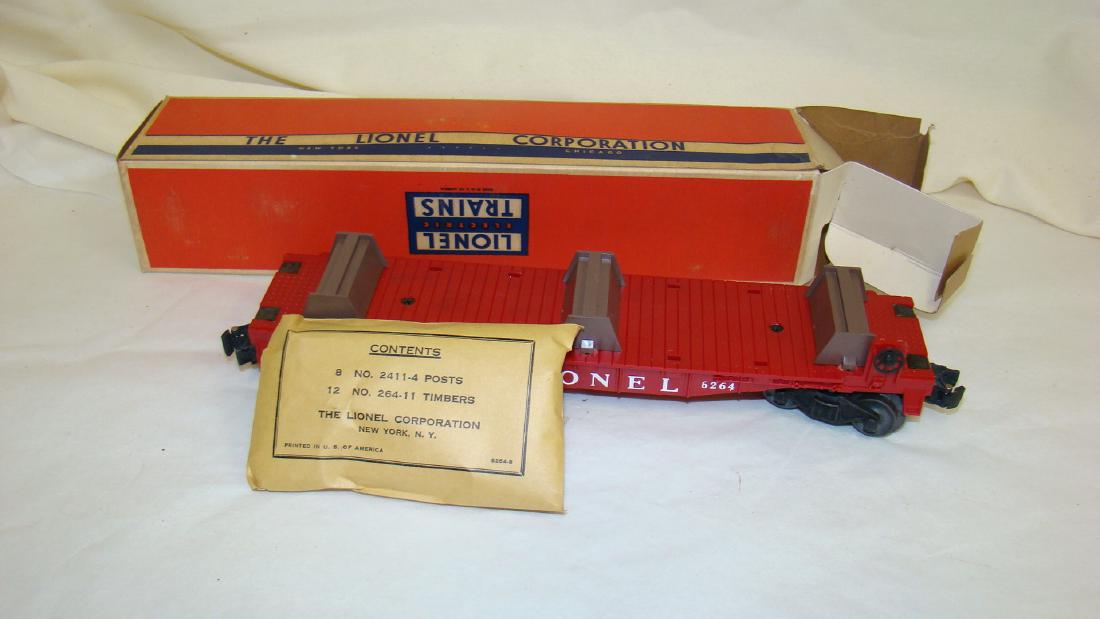 THE LIONEL CORPORATION
NEW YORK CHICAGO
LIONEL
ELECTRIC
TRAINS
ONEL 6264
CONTENTS
8 NO. 2411-4 POSTS
12 NO. 264-11 TIMBERS
THE LIONEL CORPORATION
NEW YORK, N. Y.
PRINTED IN U. S. OF AMERICA 6264-8